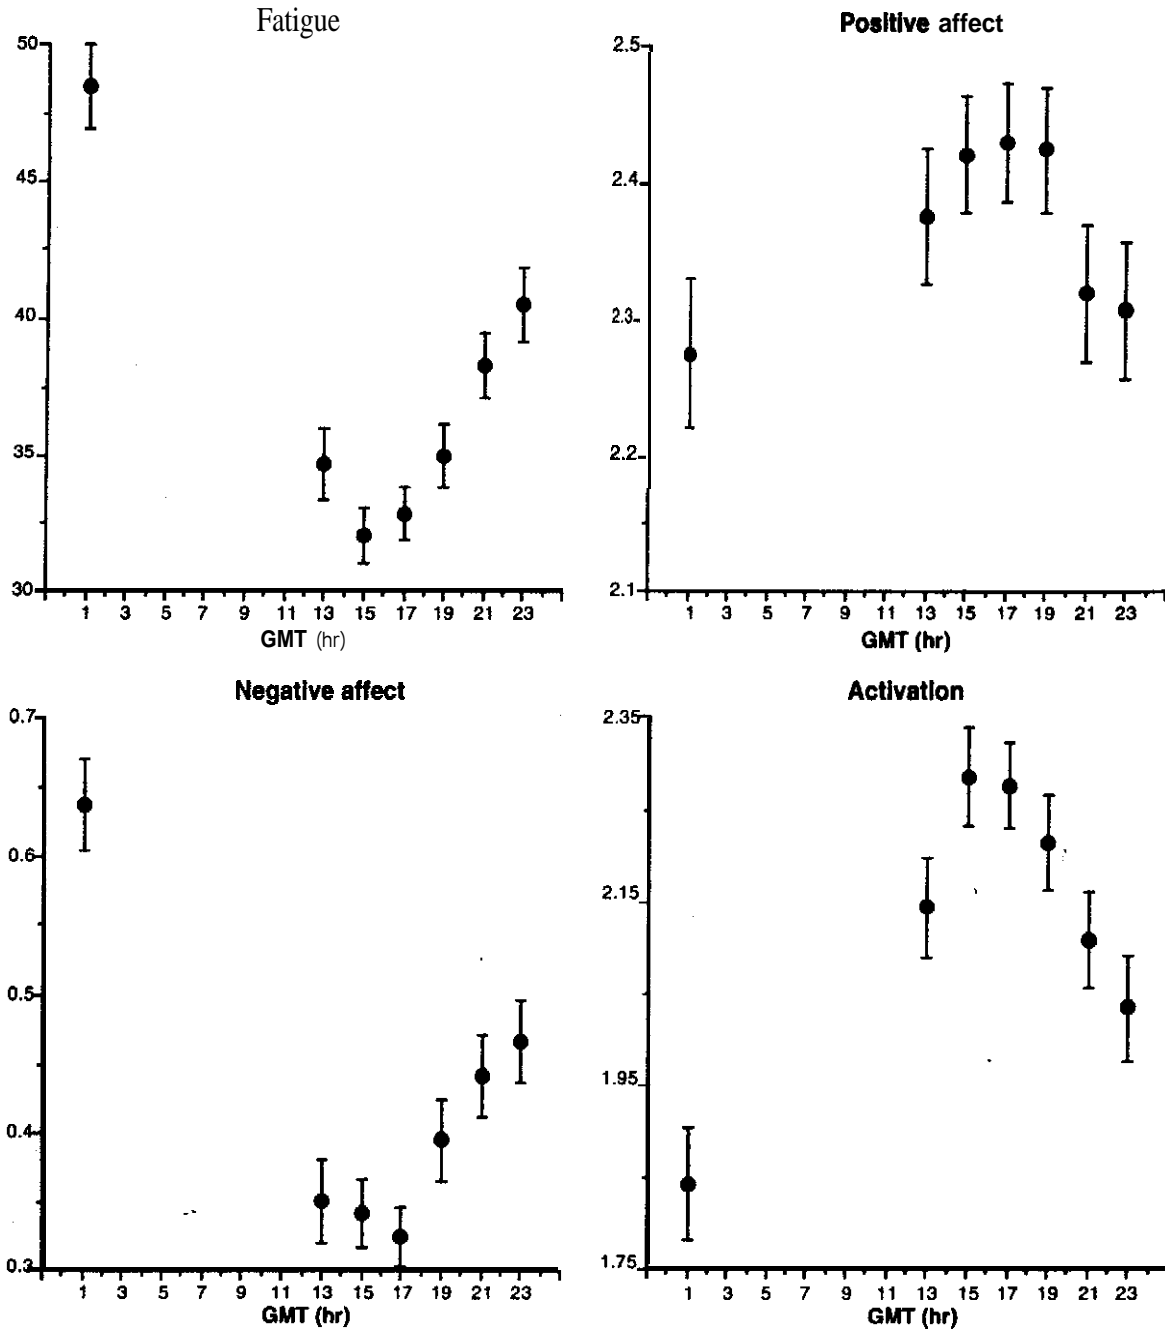 Fatigue
50
45
40
35
30
1 3 5 7 9 11 13 15 17 19 21 23
GMT (hr)
Positive affect
2.5
2.4
2.3
2.2
2.1
1 3 5 7 9 11 13 15 17 19 21 23
GMT (hr)
Negative affect
0.7
0.6
0.5
0.4
0.3
1 3 5 7 9 11 13 15 17 19 21 23
GMT (hr)
Activation
2.35
2.15
1.95
1.75
1 3 5 7 9 11 13 15 17 19 21 23
GMT (hr)